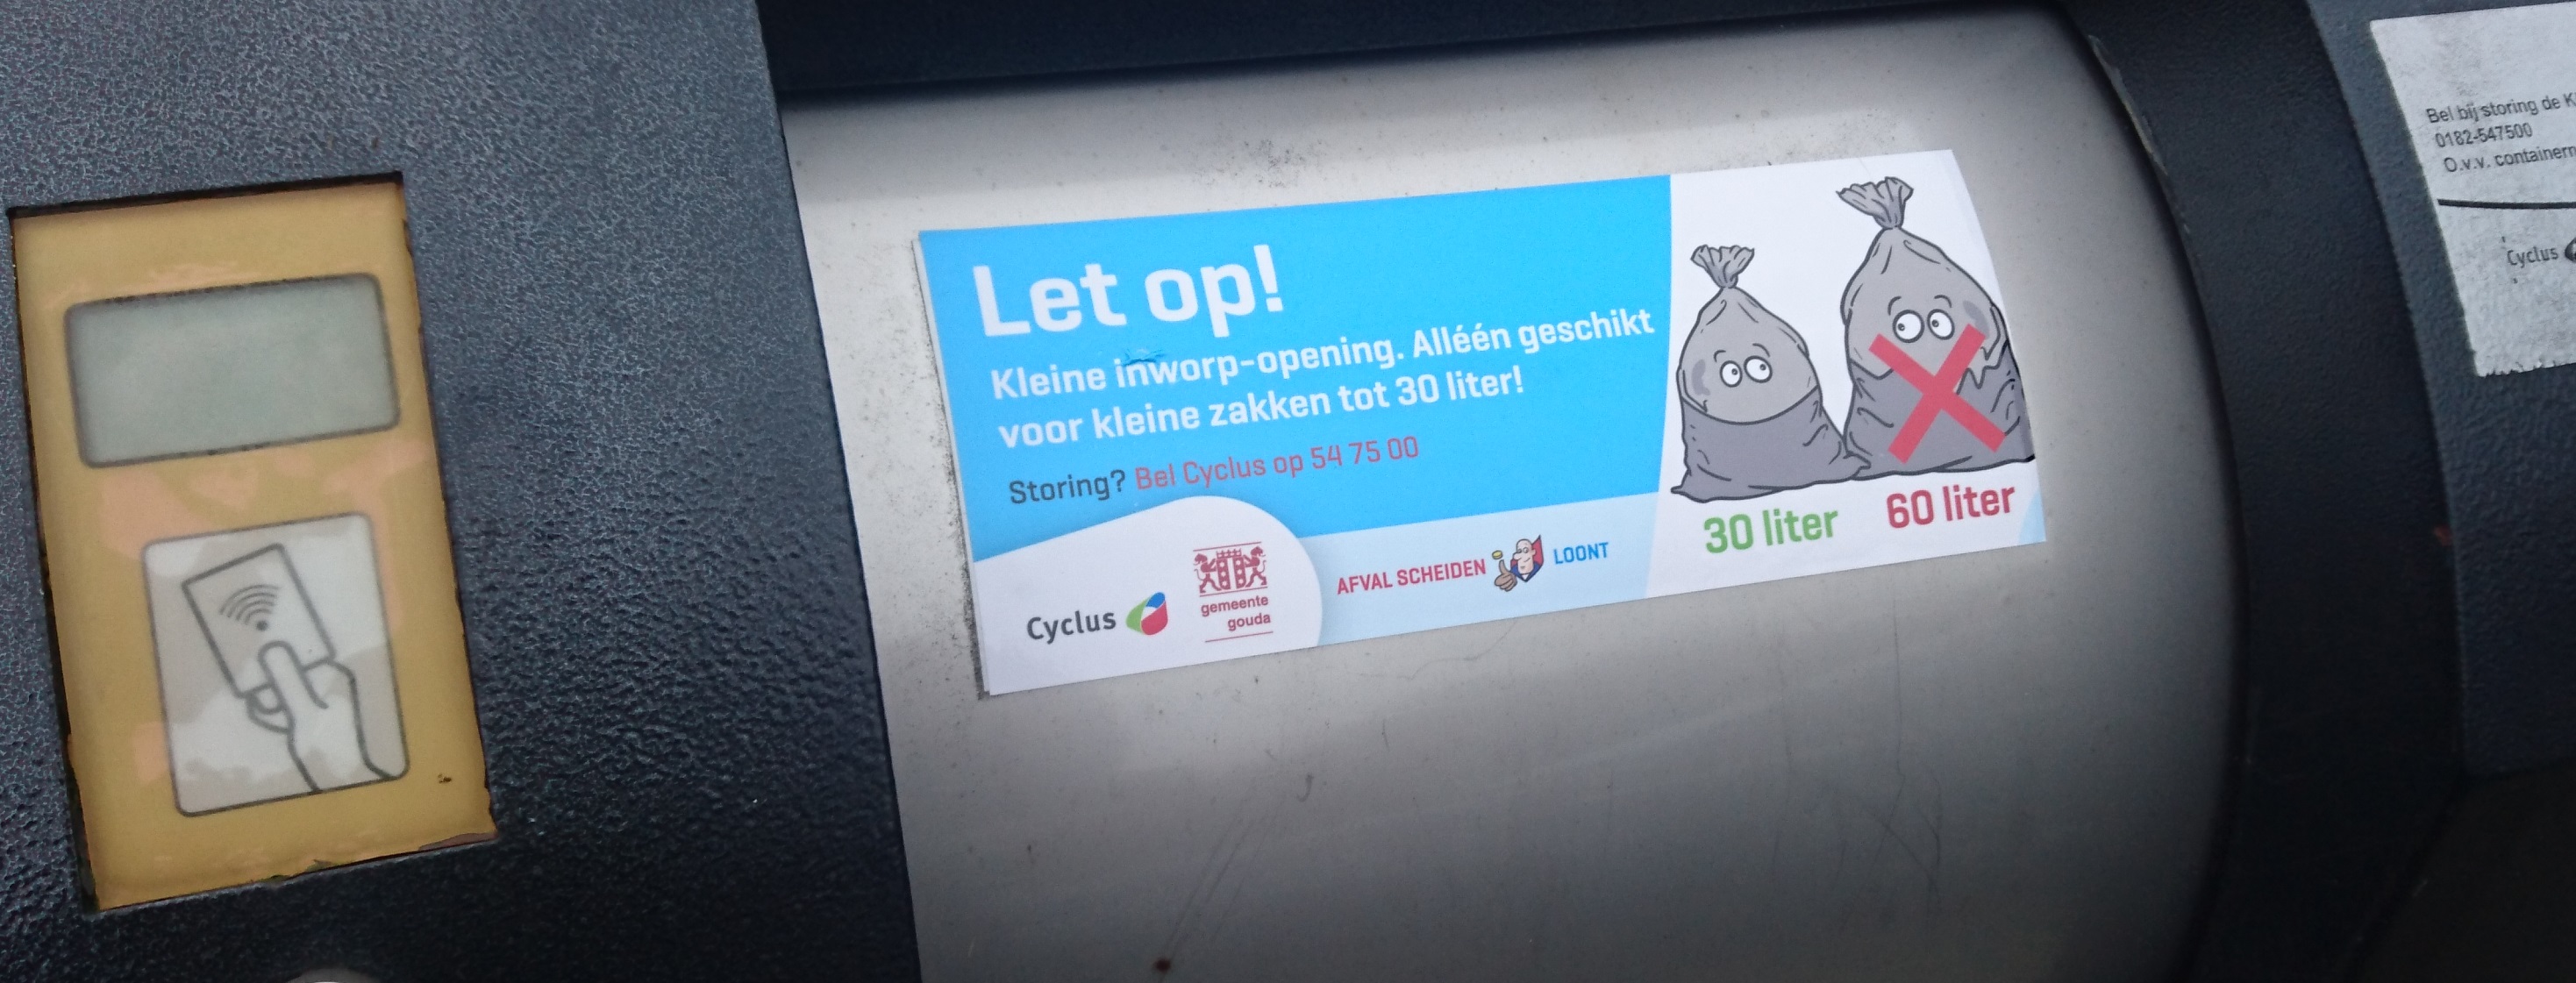 Let op!
Kleine inworp-opening. Alléén geschikt
voor kleine zakken tot 30 liter!
Storing? Bel Cyclus op 54 75 00
30 liter
60 liter
Cyclus
gemeente
gouda
AFVAL SCHEIDEN LOONT
Bel bij storing de
0182-547500
O.v.v.
Cyclus